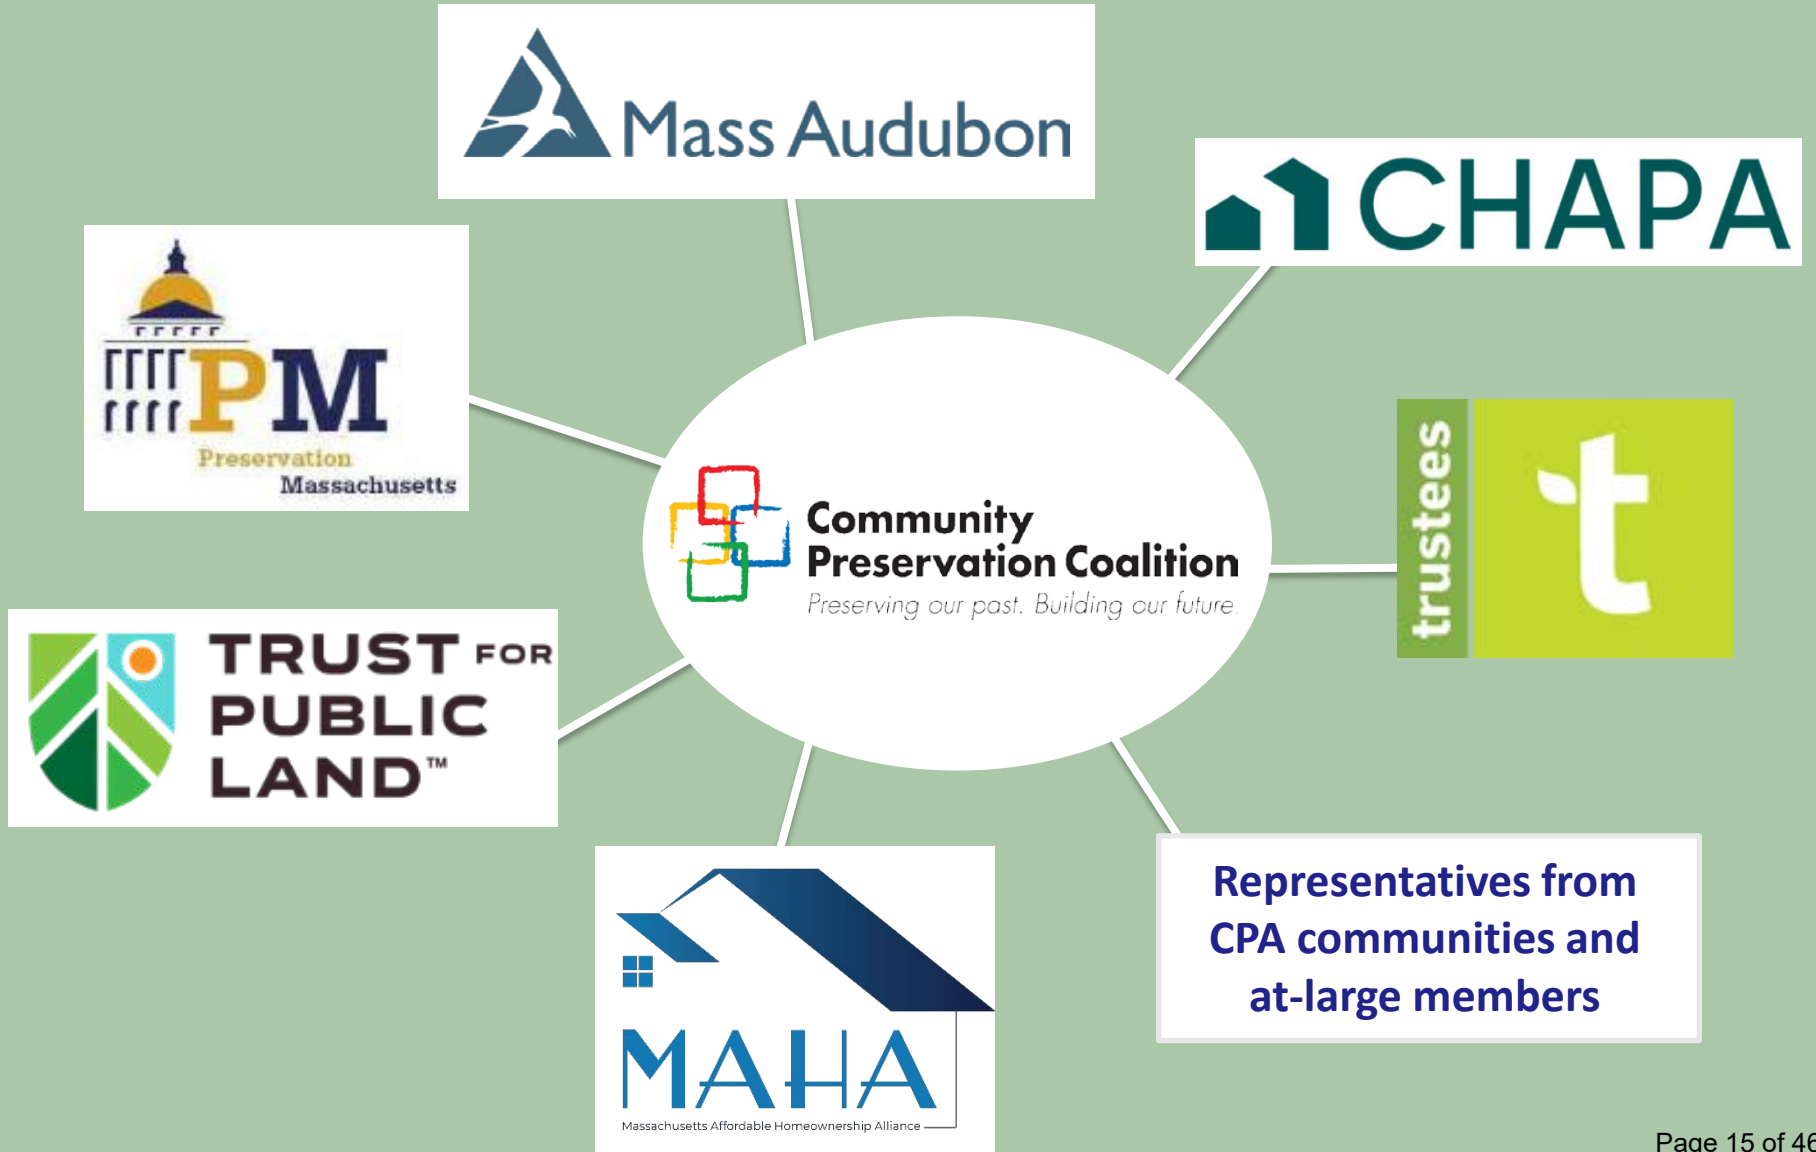 Mass Audubon
CHAPA
PM
Preservation
Massachusetts
trustees
t
Community
Preservation Coalition
Preserving our past. Building our future.
TRUST FOR
PUBLIC
LAND™
MAHA
Massachusetts Affordable Homeownership Alliance
Representatives from
CPA communities and
at-large members
Page 15 of 46